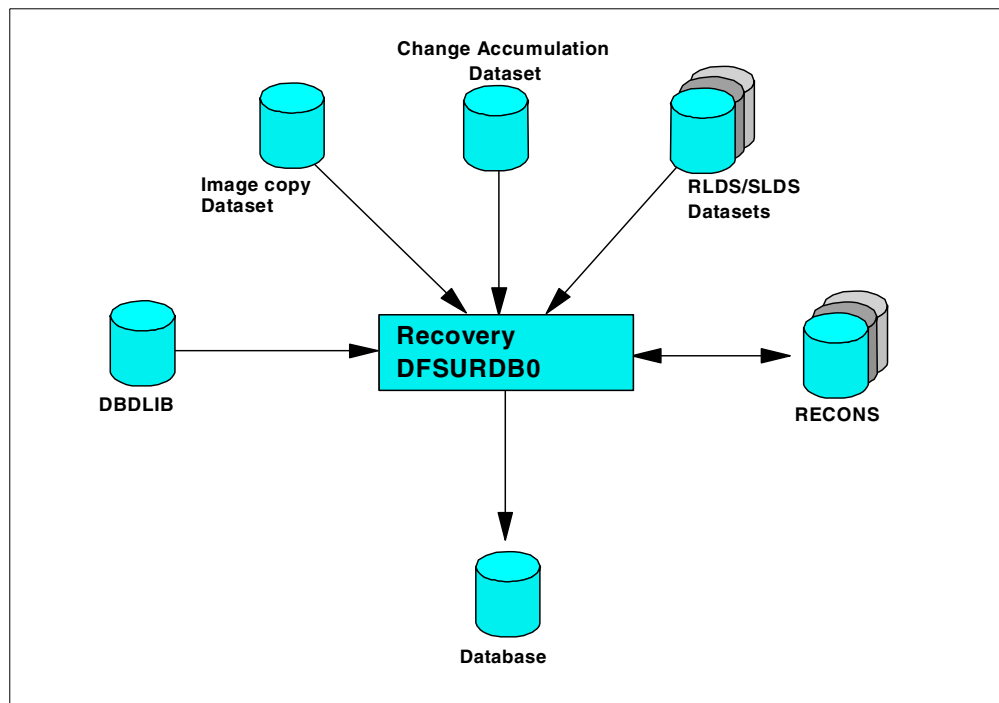 Change Accumulation
Dataset
Image copy
Dataset
RLDS/SLDS
Datasets
Recovery
DFSURDB0
DBDLIB
RECONS
Database